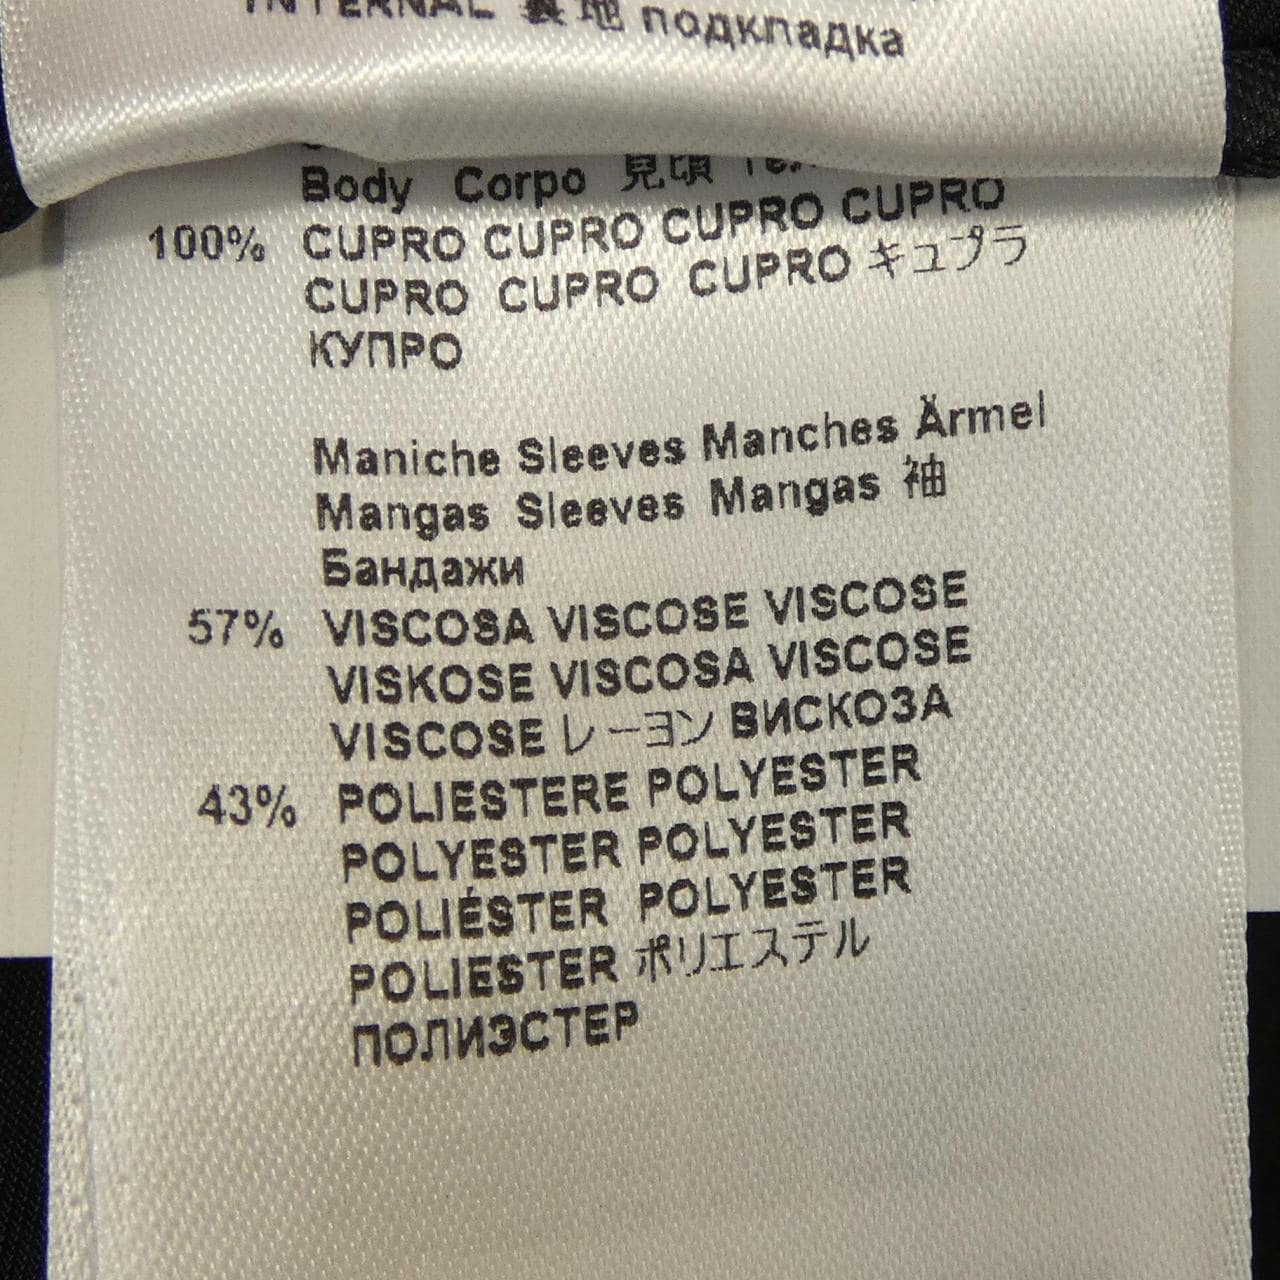 INTERNAL 裏地 подкладка
Body Corpo 見頃
100% CUPRO CUPRO CUPRO CUPRO
CUPRO CUPRO CUPRO キュプラ
КУПРО
Maniche Sleeves Manches Ärmel
Mangas Sleeves Mangas 袖
Бандажи
57% VISCOSA VISCOSE VISCOSE
VISKOSE VISCOSA VISCOSE
VISCOSE レーヨン ВИСКОЗА
43% POLIESTERE POLYESTER
POLYESTER POLYESTER
POLIÉSTER POLYESTER
POLIESTER ポリエステル
ПОЛИЭСТЕР